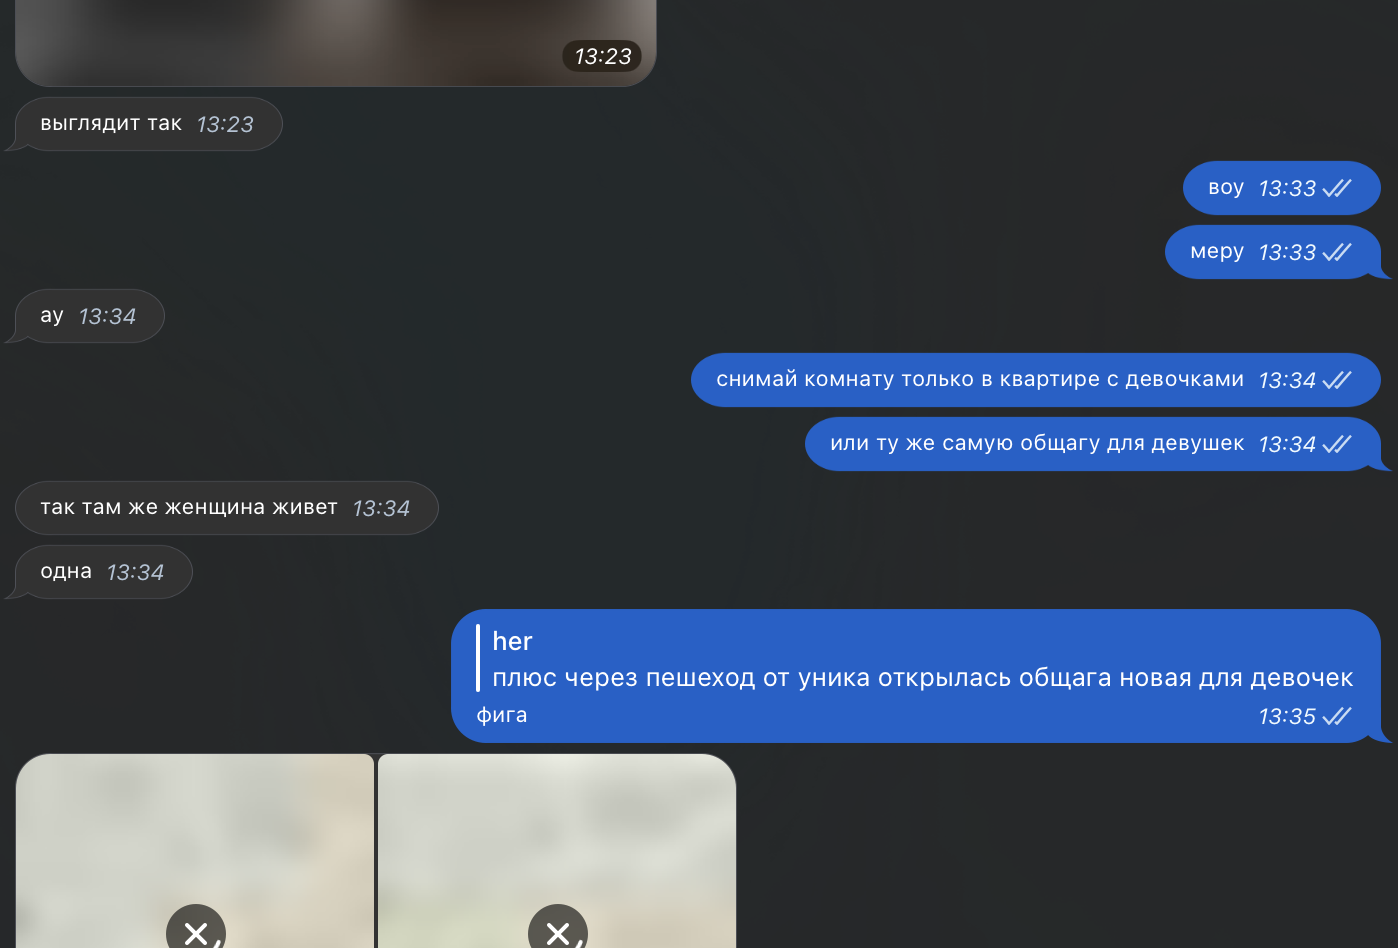 13:23
выглядит так 13:23
воу 13:33
меру 13:33
ау 13:34
снимай комнату только в квартире с девочками 13:34
или ту же самую общагу для девушек 13:34
так там же женщина живет 13:34
одна 13:34
her
плюс через пешеход от уника открылась общага новая для девочек
фига 13:35